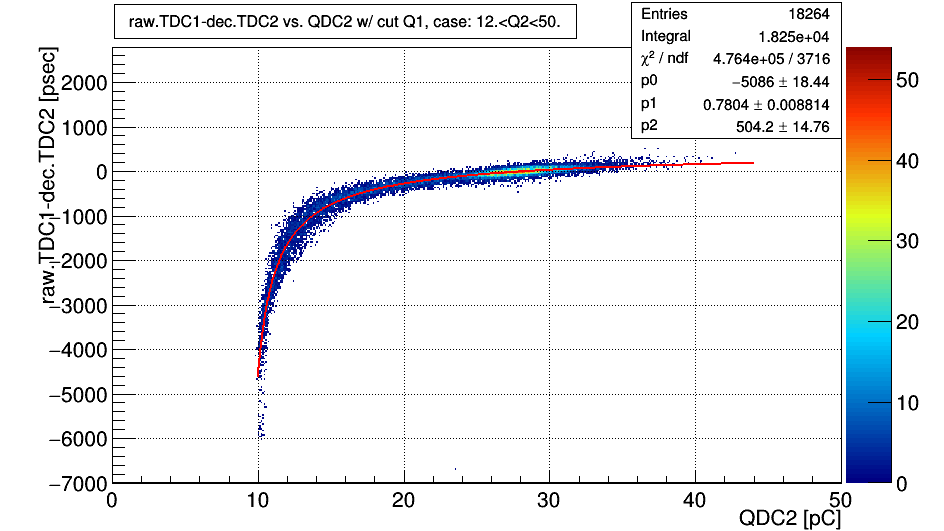 raw.TDC1-dec.TDC2 vs. QDC2 w/ cut Q1, case: 12.<Q2<50.
Entries 18264
Integral 1.825e+04
χ² / ndf 4.764e+05 / 3716
p0 −5086 ± 18.44
p1 0.7804 ± 0.008814
p2 504.2 ± 14.76
raw.TDC1-dec.TDC2 [psec]
2000
1000
0
−1000
−2000
−3000
−4000
−5000
−6000
−7000
0 10 20 30 40 50
QDC2 [pC]
50
40
30
20
10
0